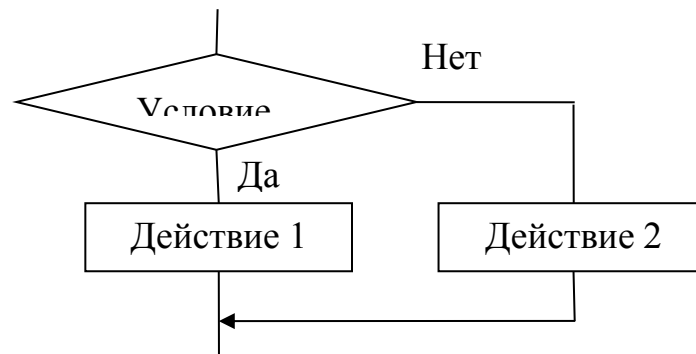 Нет
Условие
Да
Действие 1
Действие 2